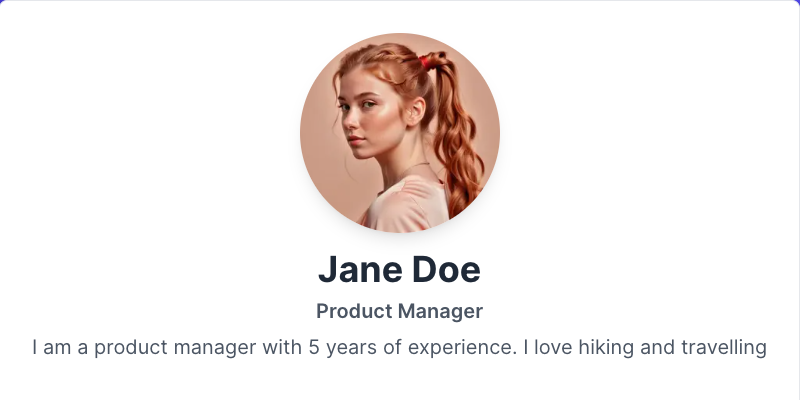 Jane Doe
Product Manager
I am a product manager with 5 years of experience. I love hiking and travelling